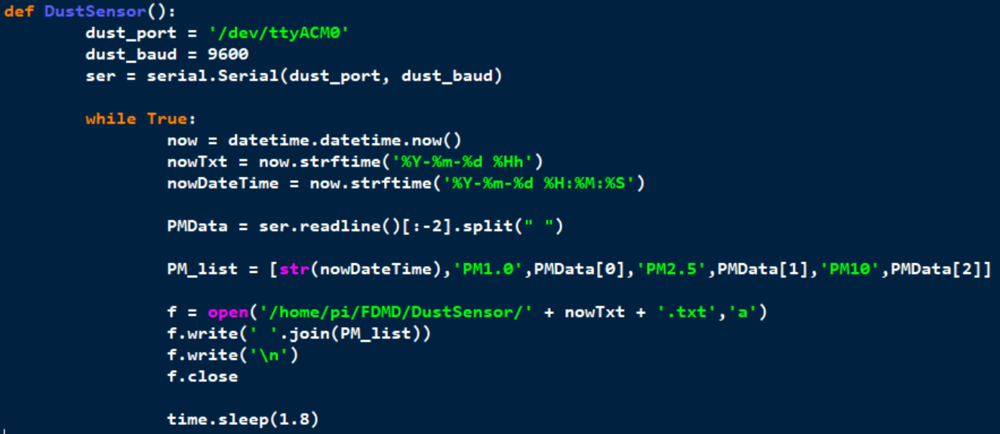 def DustSensor():
        dust_port = '/dev/ttyACM0'
        dust_baud = 9600
        ser = serial.Serial(dust_port, dust_baud)

        while True:
                now = datetime.datetime.now()
                nowTxt = now.strftime('%Y-%m-%d %Hh')
                nowDateTime = now.strftime('%Y-%m-%d %H:%M:%S')

                PMData = ser.readline()[:-2].split(" ")

                PM_list = [str(nowDateTime),'PM1.0',PMData[0],'PM2.5',PMData[1],'PM10',PMData[2]]

                f = open('/home/pi/FDMD/DustSensor/' + nowTxt + '.txt','a')
                f.write(' '.join(PM_list))
                f.write('\n')
                f.close

                time.sleep(1.8)